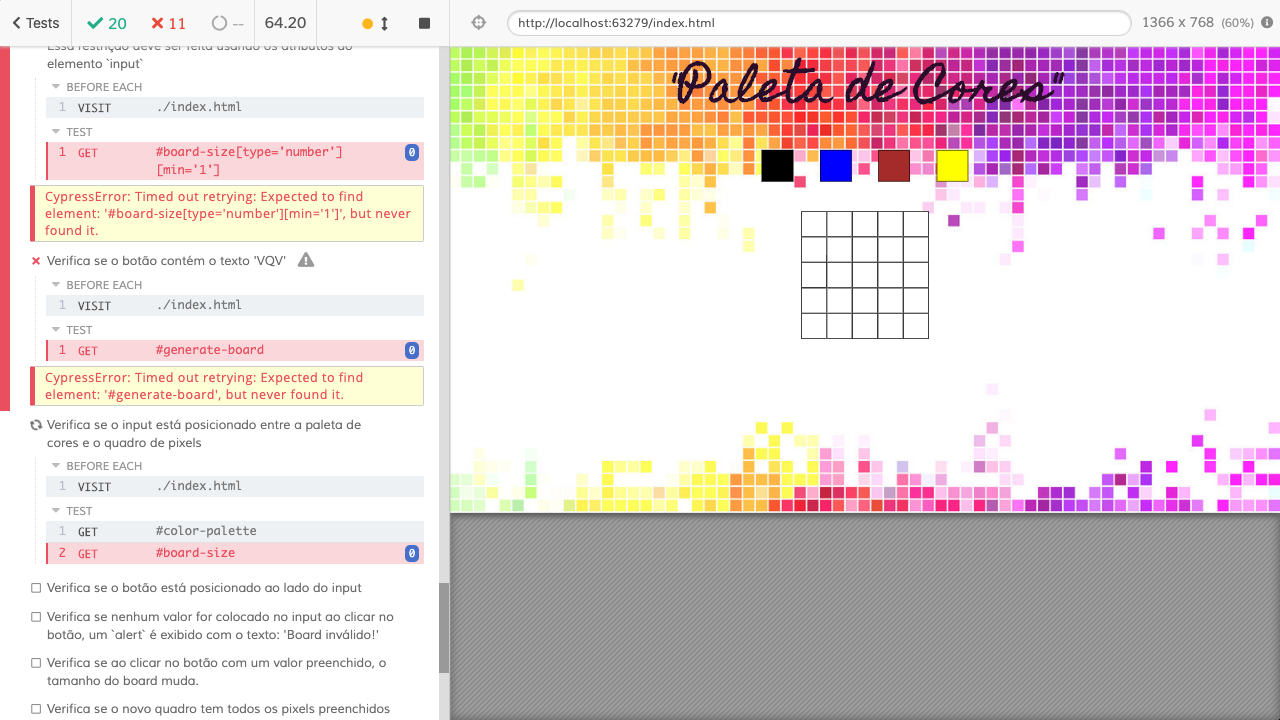 Tests
20
11
--
64.20
http://localhost:63279/index.html
1366 x 768 (60%)
Essa restrição deve ser feita usando os atributos do
elemento `input`
BEFORE EACH
1 VISIT ./index.html
TEST
1 GET #board-size[type='number'] 0
[min='1']
CypressError: Timed out retrying: Expected to find
element: '#board-size[type='number'][min='1']', but never
found it.
Verifica se o botão contém o texto 'VQV'
BEFORE EACH
1 VISIT ./index.html
TEST
1 GET #generate-board 0
CypressError: Timed out retrying: Expected to find
element: '#generate-board', but never found it.
Verifica se o input está posicionado entre a paleta de
cores e o quadro de pixels
BEFORE EACH
1 VISIT ./index.html
TEST
1 GET #color-palette
2 GET #board-size 0
Verifica se o botão está posicionado ao lado do input
Verifica se nenhum valor for colocado no input ao clicar no
botão, um `alert` é exibido com o texto: 'Board inválido!'
Verifica se ao clicar no botão com um valor preenchido, o
tamanho do board muda.
Verifica se o novo quadro tem todos os pixels preenchidos
"Paleta de Cores"